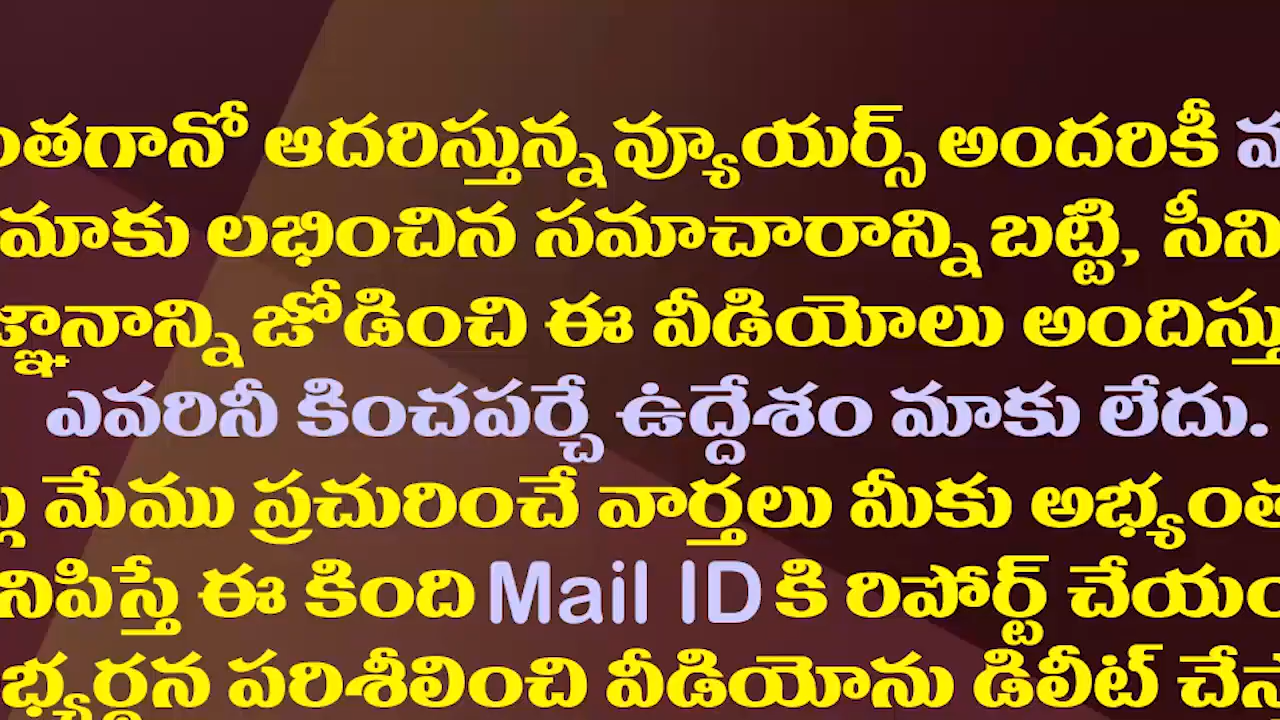 ంతగానో ఆదరిస్తున్న వ్యూయర్స్ అందరికీ
మాకు లభించిన సమాచారాన్ని బట్టి, సీని
జ్ఞానాన్ని జోడించి ఈ వీడియోలు అందిస్తు
ఎవరినీ కించపర్చే ఉద్దేశం మాకు లేదు.
మేము ప్రచురించే వార్తలు మీకు అభ్యంత
నిపిస్తే ఈ కింది Mail ID కి రిపోర్ట్ చేయం
భ్యర్థన పరిశీలించి వీడియోను డిలీట్ చేస